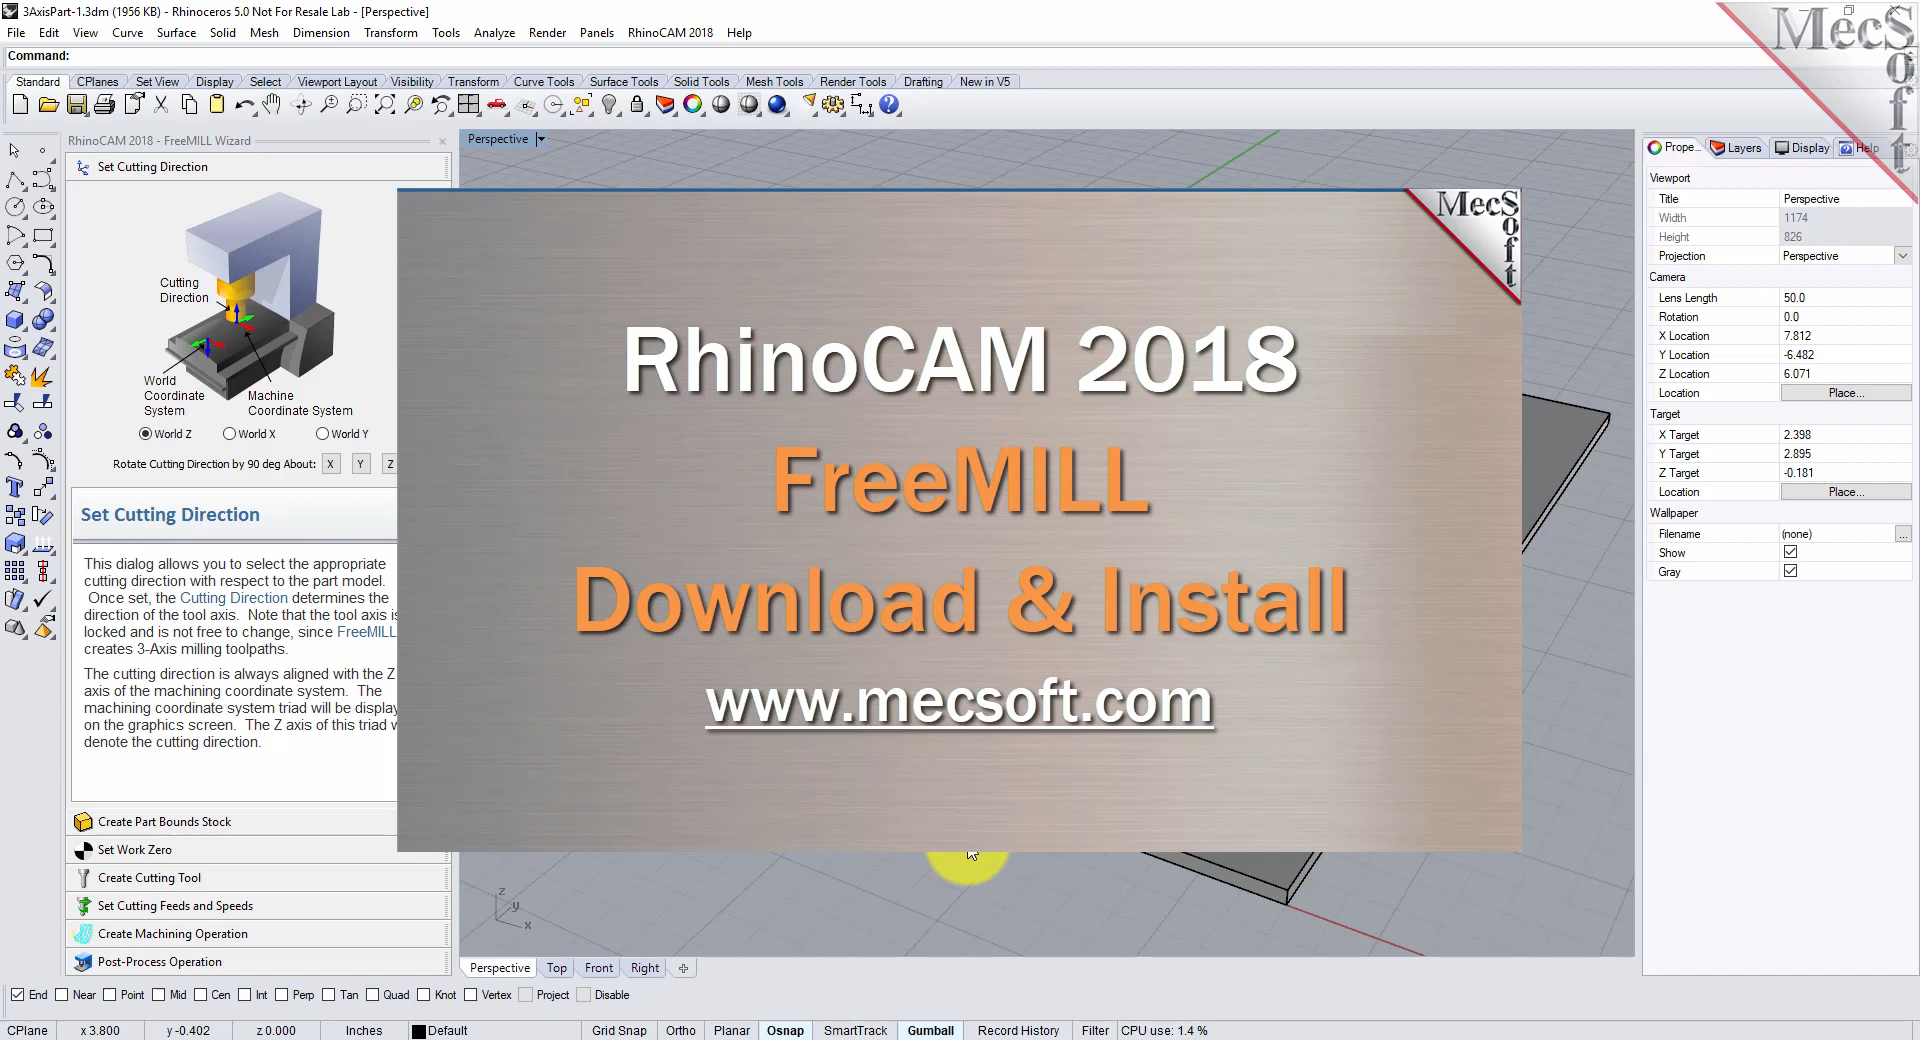 3AxisPart-1.3dm (1956 KB) - Rhinoceros 5.0 Not For Resale Lab - [Perspective]
File Edit View Curve Surface Solid Mesh Dimension Transform Tools Analyze Render Panels RhinoCAM 2018 Help
Command:
Standard CPlanes Set View Display Select Viewport Layout Visibility Transform Curve Tools Surface Tools Solid Tools Mesh Tools Render Tools Drafting New in V5
MecSoft
RhinoCAM 2018 - FreeMILL Wizard
Set Cutting Direction
Cutting
Direction
World
Coordinate
System
Machine
Coordinate System
World Z World X World Y
Rotate Cutting Direction by 90 deg About: X Y Z
Set Cutting Direction
This dialog allows you to select the appropriate
cutting direction with respect to the part model.
Once set, the Cutting Direction determines the
direction of the tool axis. Note that the tool axis is
locked and is not free to change, since FreeMILL
creates 3-Axis milling toolpaths.
The cutting direction is always aligned with the Z
axis of the machining coordinate system. The
machining coordinate system triad will be display
on the graphics screen. The Z axis of this triad w
denote the cutting direction.
Create Part Bounds Stock
Set Work Zero
Create Cutting Tool
Set Cutting Feeds and Speeds
Create Machining Operation
Post-Process Operation
Perspective
MecSoft
RhinoCAM 2018
FreeMILL
Download & Install
www.mecsoft.com
z
y
x
Perspective Top Front Right
Prope... Layers Display Help
Viewport
Title Perspective
Width 1174
Height 826
Projection Perspective
Camera
Lens Length 50.0
Rotation 0.0
X Location 7.812
Y Location -6.482
Z Location 6.071
Location Place...
Target
X Target 2.398
Y Target 2.895
Z Target -0.181
Location Place...
Wallpaper
Filename (none) ...
Show
Gray
End Near Point Mid Cen Int Perp Tan Quad Knot Vertex Project Disable
CPlane x 3.800 y -0.402 z 0.000 Inches Default Grid Snap Ortho Planar Osnap SmartTrack Gumball Record History Filter CPU use: 1.4 %